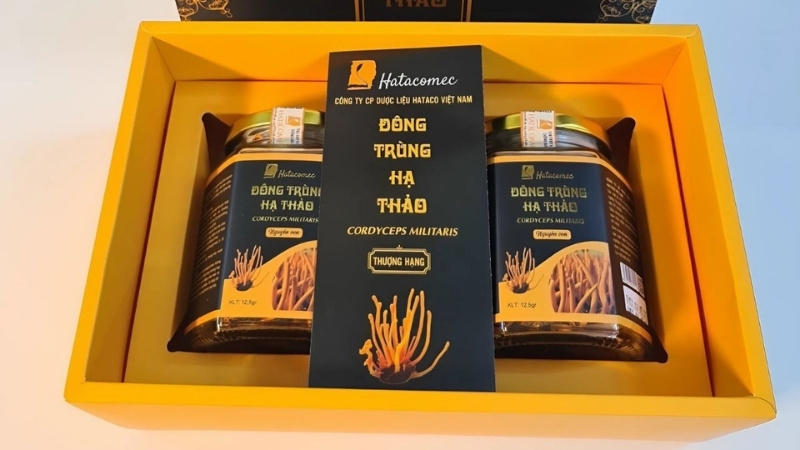 THẢO
Hatacomec
CÔNG TY CP DƯỢC LIỆU HATACO VIỆT NAM
ĐÔNG
TRÙNG
HẠ
THẢO
CORDYCEPS MILITARIS
THƯỢNG HẠNG
Hatacomec
ĐÔNG TRÙNG
HẠ THẢO
CORDYCEPS MILITARIS
Nguyên con
KLT: 12,5gr
Hatacomec
ĐÔNG TRÙNG
HẠ THẢO
CORDYCEPS MILITARIS
Nguyên con
KLT: 12,5gr